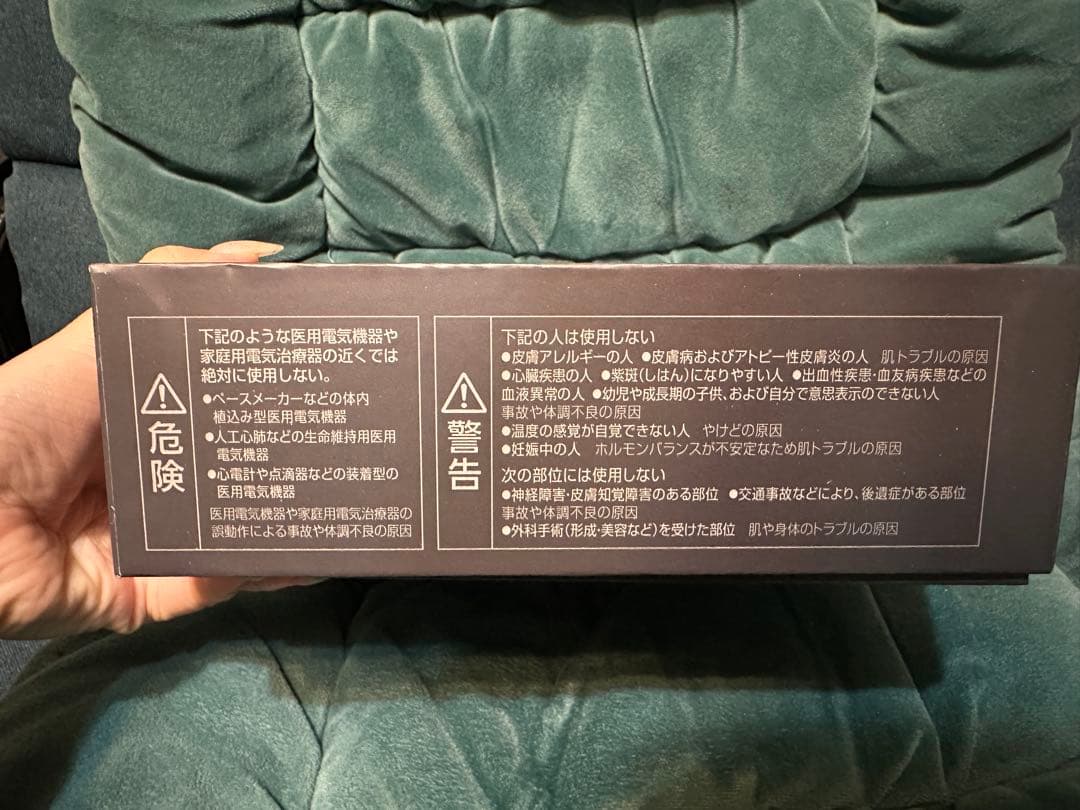 危険
下記のような医用電気機器や
家庭用電気治療器の近くでは
絶対に使用しない。
●ペースメーカーなどの体内
植込み型医用電気機器
●人工心肺などの生命維持用医用
電気機器
●心電計や点滴器などの装着型の
医用電気機器
医用電気機器や家庭用電気治療器の
誤動作による事故や体調不良の原因
警告
下記の人は使用しない
●皮膚アレルギーの人 ●皮膚病およびアトピー性皮膚炎の人 肌トラブルの原因
●心臓疾患の人 ●紫斑(しはん)になりやすい人 ●出血性疾患・血友病疾患などの
血液異常の人 ●幼児や成長期の子供、および自分で意思表示のできない人
事故や体調不良の原因
●温度の感覚が自覚できない人 やけどの原因
●妊娠中の人 ホルモンバランスが不安定なため肌トラブルの原因
次の部位には使用しない
●神経障害・皮膚知覚障害のある部位 ●交通事故などにより、後遺症がある部位
事故や体調不良の原因
●外科手術(形成・美容など)を受けた部位 肌や身体のトラブルの原因